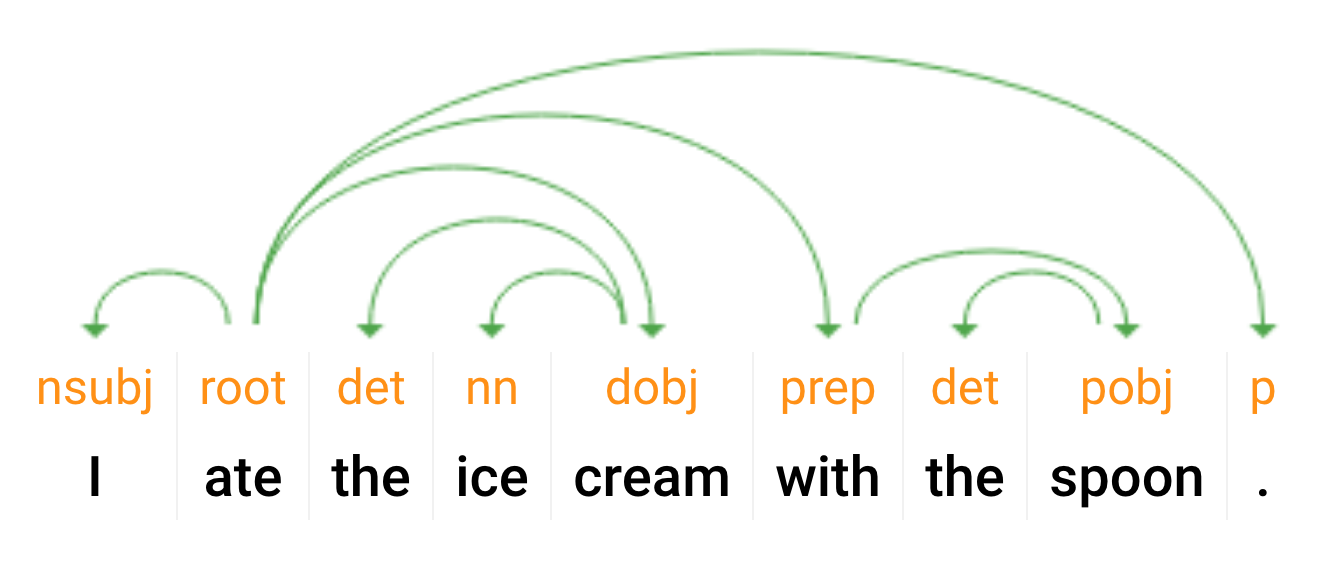 nsubj root det nn dobj prep det pobj p
I ate the ice cream with the spoon .